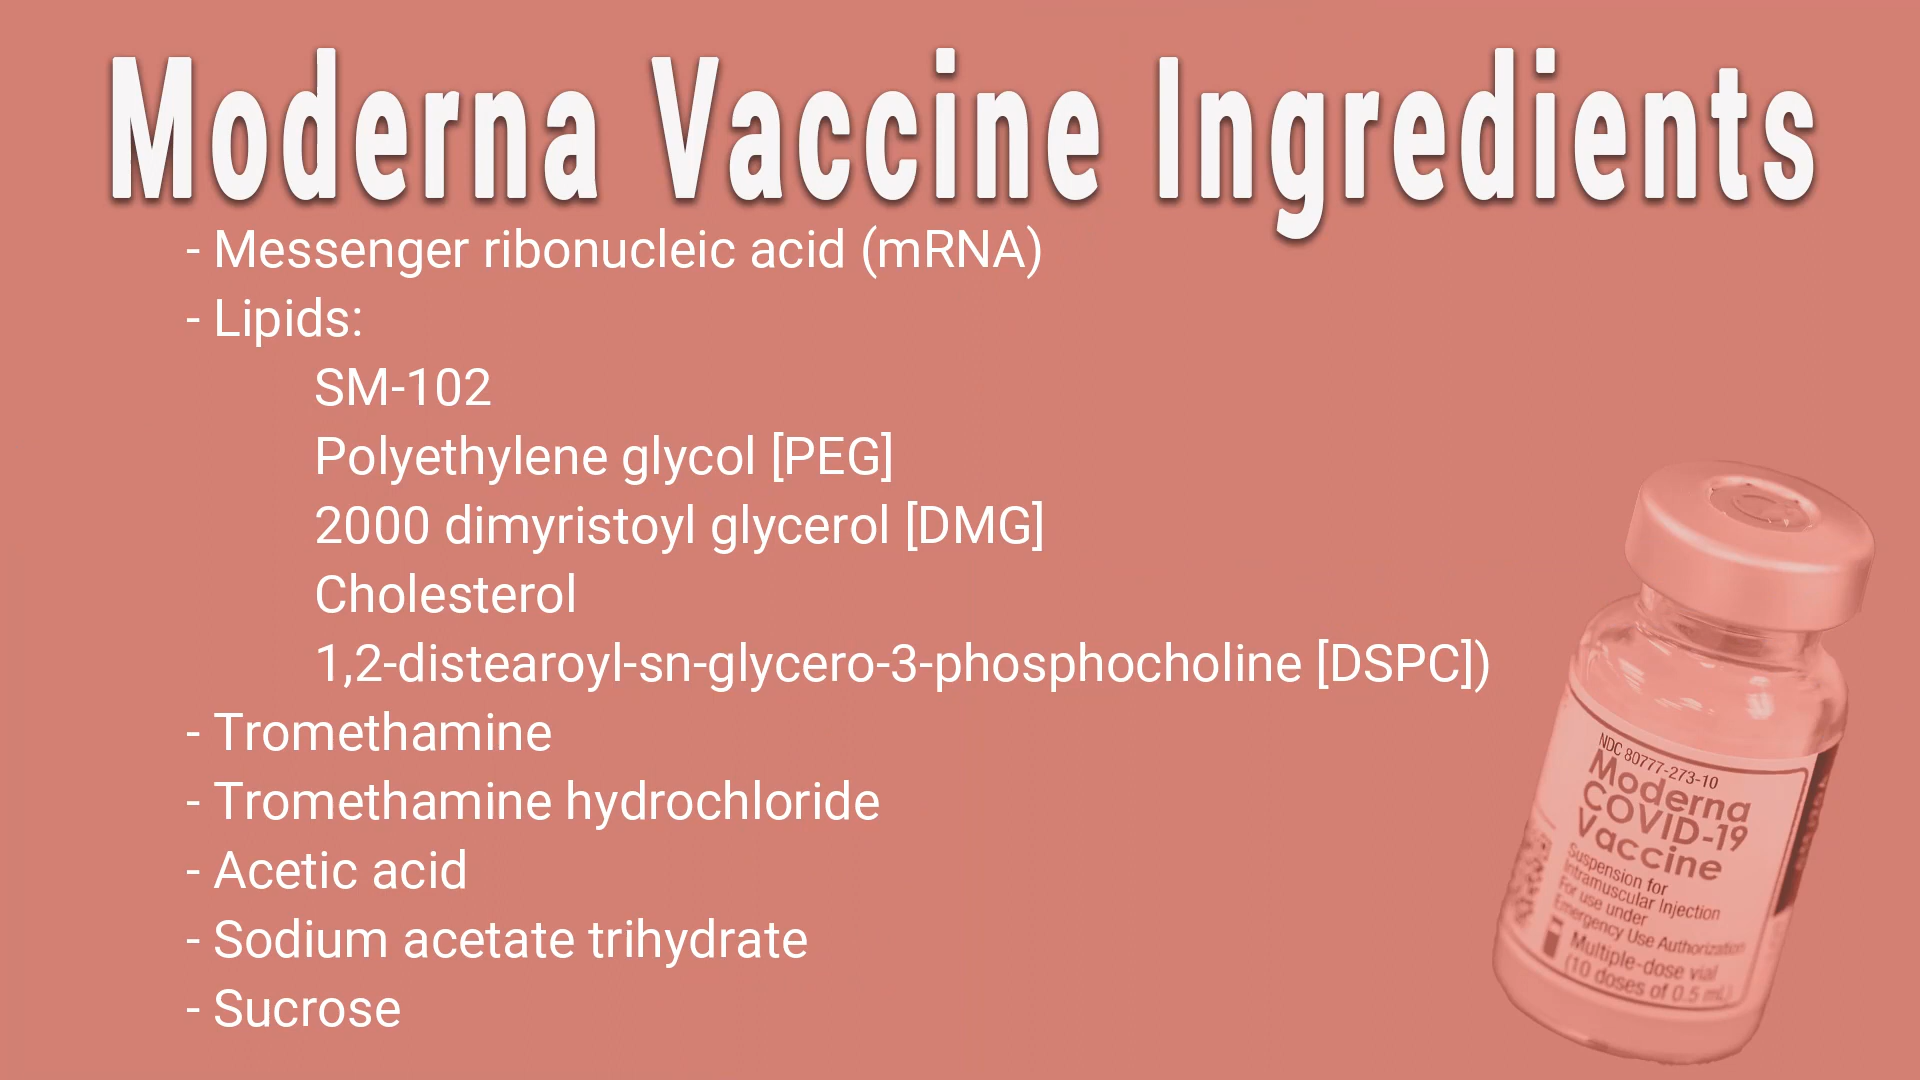 Moderna Vaccine Ingredients
- Messenger ribonucleic acid (mRNA)
- Lipids:
SM-102
Polyethylene glycol [PEG]
2000 dimyristoyl glycerol [DMG]
Cholesterol
1,2-distearoyl-sn-glycero-3-phosphocholine [DSPC])
- Tromethamine
- Tromethamine hydrochloride
- Acetic acid
- Sodium acetate trihydrate
- Sucrose
NDC 80777-273-10
Moderna
COVID-19
Vaccine
Suspension for
Intramuscular Injection
For use under
Emergency Use Authorization
Multiple-dose vial
(10 doses of 0.5 mL)